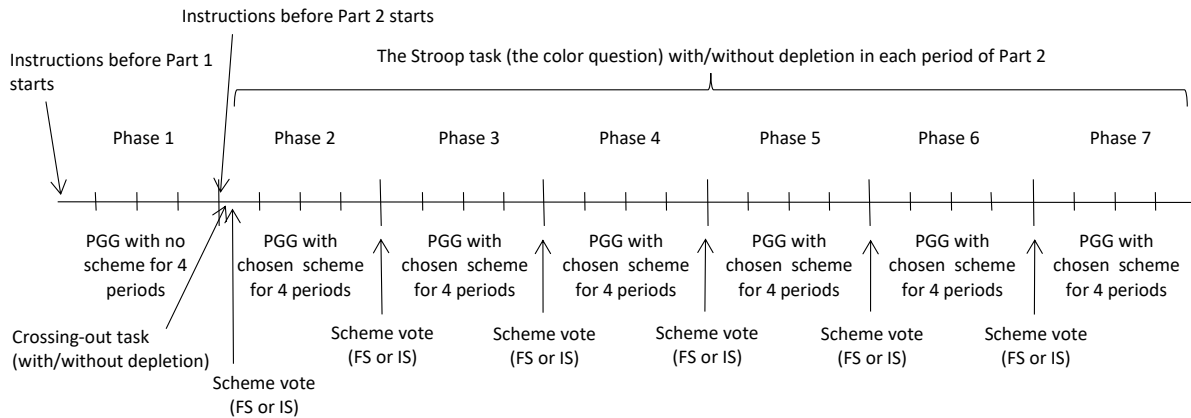 Instructions before Part 2 starts
Instructions before Part 1
starts
The Stroop task (the color question) with/without depletion in each period of Part 2
Phase 1
Phase 2
Phase 3
Phase 4
Phase 5
Phase 6
Phase 7
PGG with no
scheme for 4
periods
PGG with
chosen scheme
for 4 periods
PGG with
chosen scheme
for 4 periods
PGG with
chosen scheme
for 4 periods
PGG with
chosen scheme
for 4 periods
PGG with
chosen scheme
for 4 periods
PGG with
chosen scheme
for 4 periods
Crossing-out task
(with/without depletion)
Scheme vote
(FS or IS)
Scheme vote
(FS or IS)
Scheme vote
(FS or IS)
Scheme vote
(FS or IS)
Scheme vote
(FS or IS)
Scheme vote
(FS or IS)